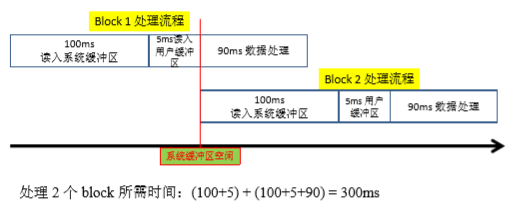 Block 1 处理流程
100ms
读入系统缓冲区
5ms读入
用户缓冲
区
90ms 数据处理
Block 2 处理流程
100ms
读入系统缓冲区
5ms 用户
缓冲区
90ms 数据处理
系统缓冲区空闲
处理 2 个 block 所需时间：(100+5) + (100+5+90) = 300ms